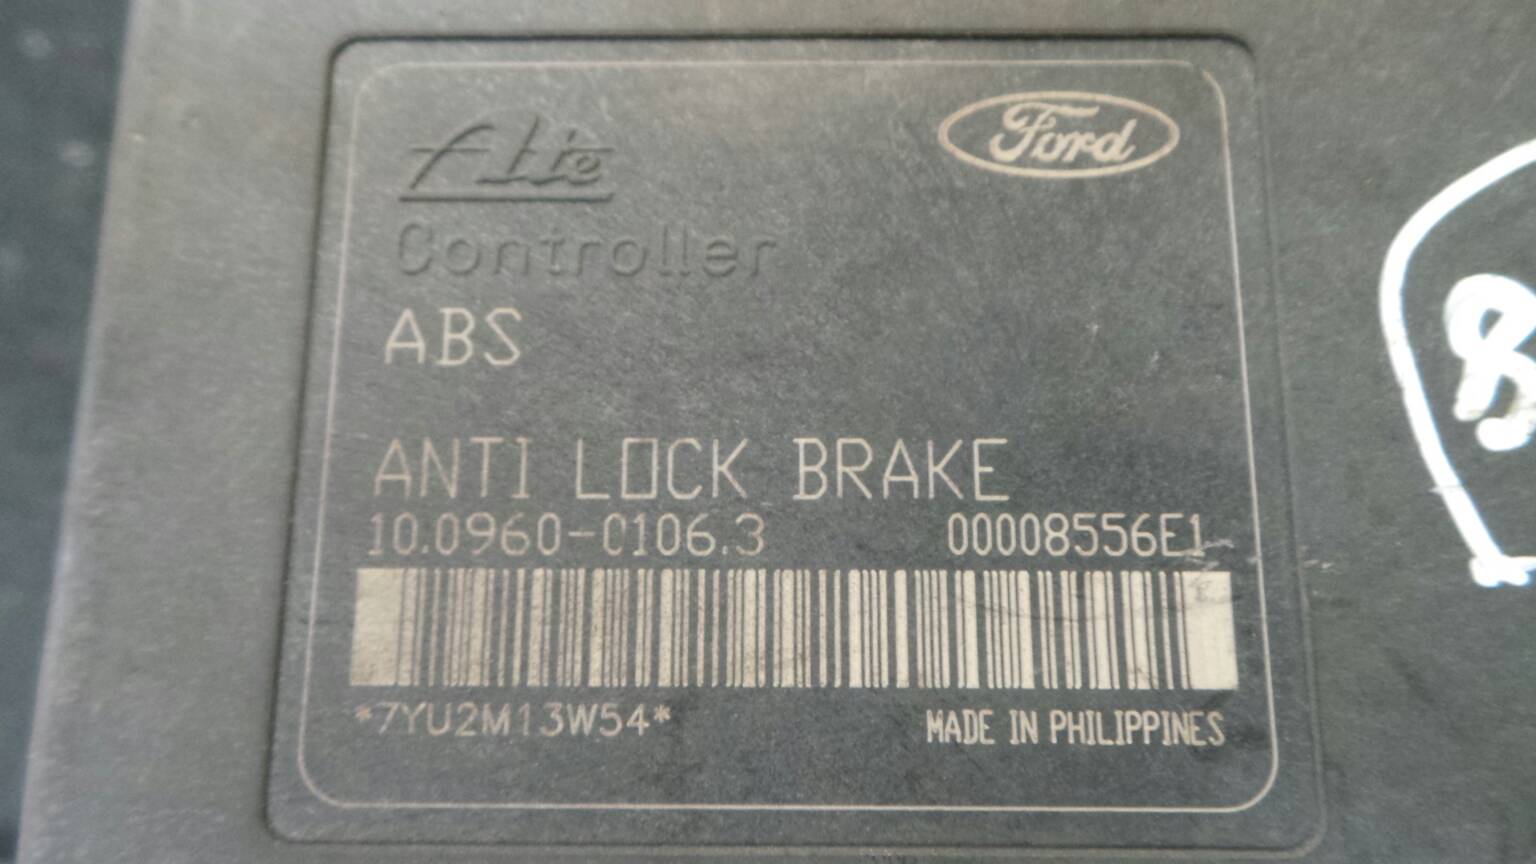 Ate
Ford
Controller
ABS
ANTI LOCK BRAKE
10.0960-0106.3 00008556E1
*7YU2M13W54*
MADE IN PHILIPPINES